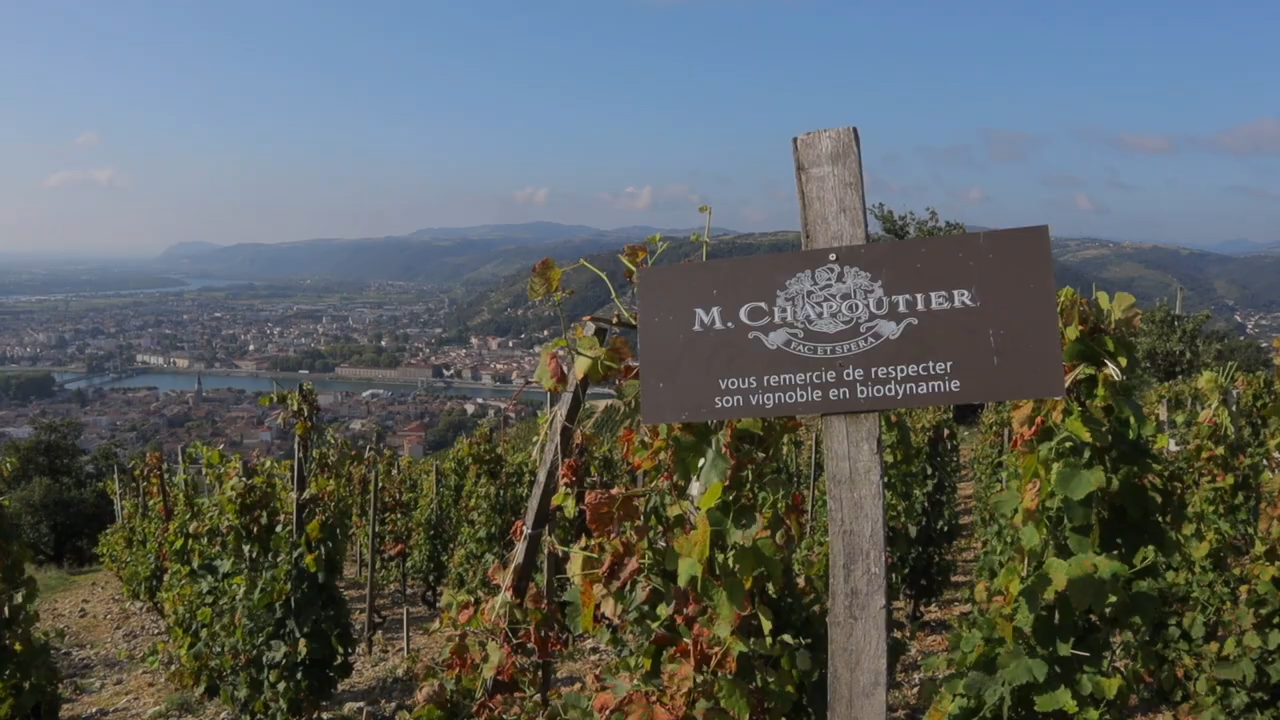 M. CHAPOUTIER
FAC ET SPERA
vous remercie de respecter
son vignoble en biodynamie